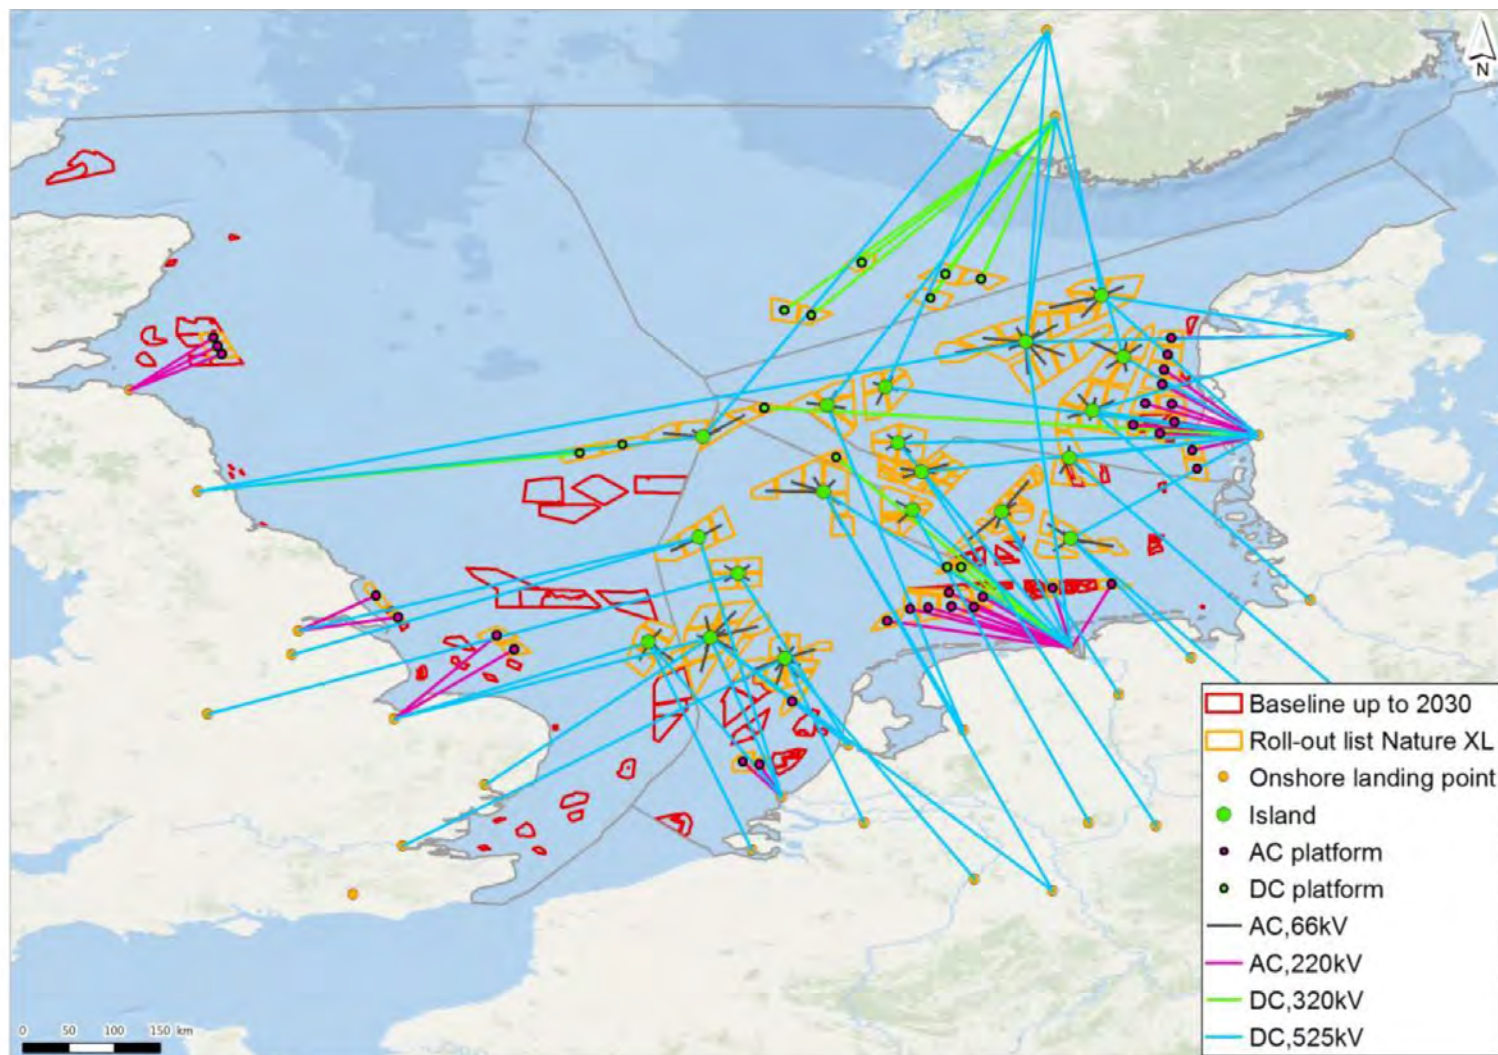 N
Baseline up to 2030
Roll-out list Nature XL
Onshore landing point
Island
AC platform
DC platform
AC,66kV
AC,220kV
DC,320kV
DC,525kV
0 50 100 150 km